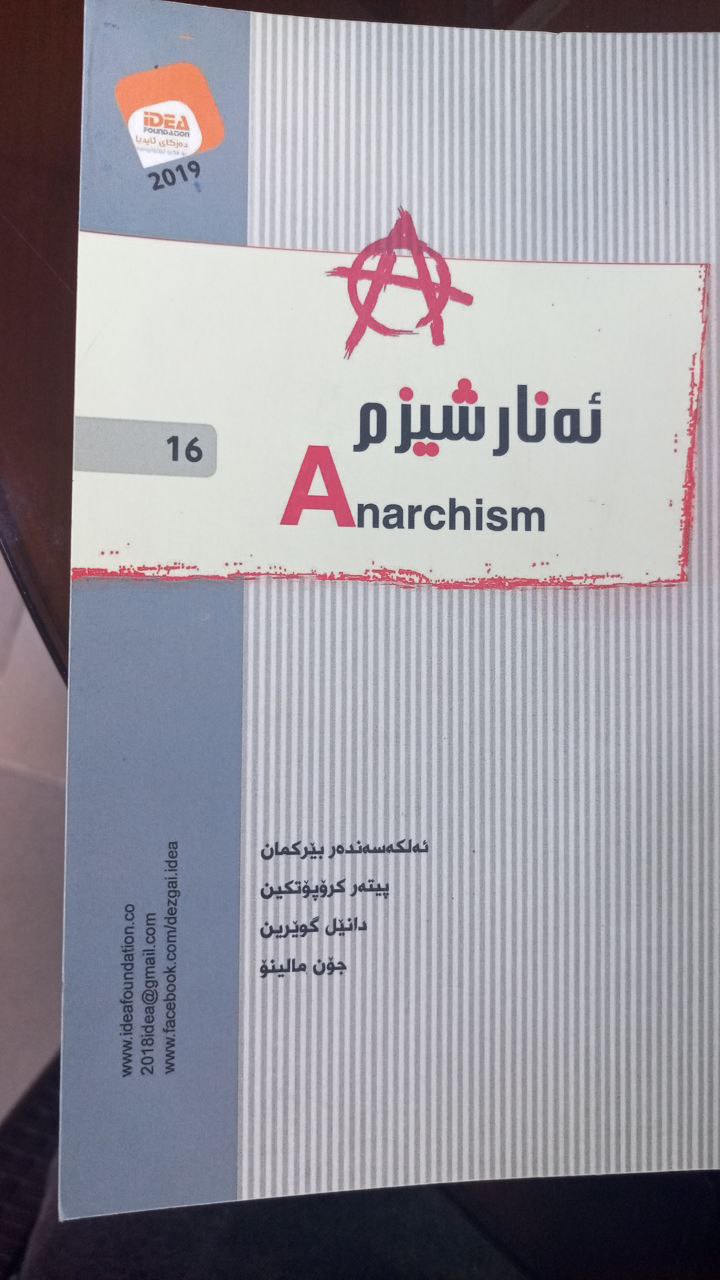 iDEA
FOUNDATION
دەزگای ئایدیا
2019
ئەنارشیزم
16
Anarchism
ئەلکەسەندەر بێرکمان
پیتەر کرۆپۆتکین
دانێل گوێرین
جۆن مالینۆ
www.ideafoundation.co
2018idea@gmail.com
www.facebook.com/dezgai.idea